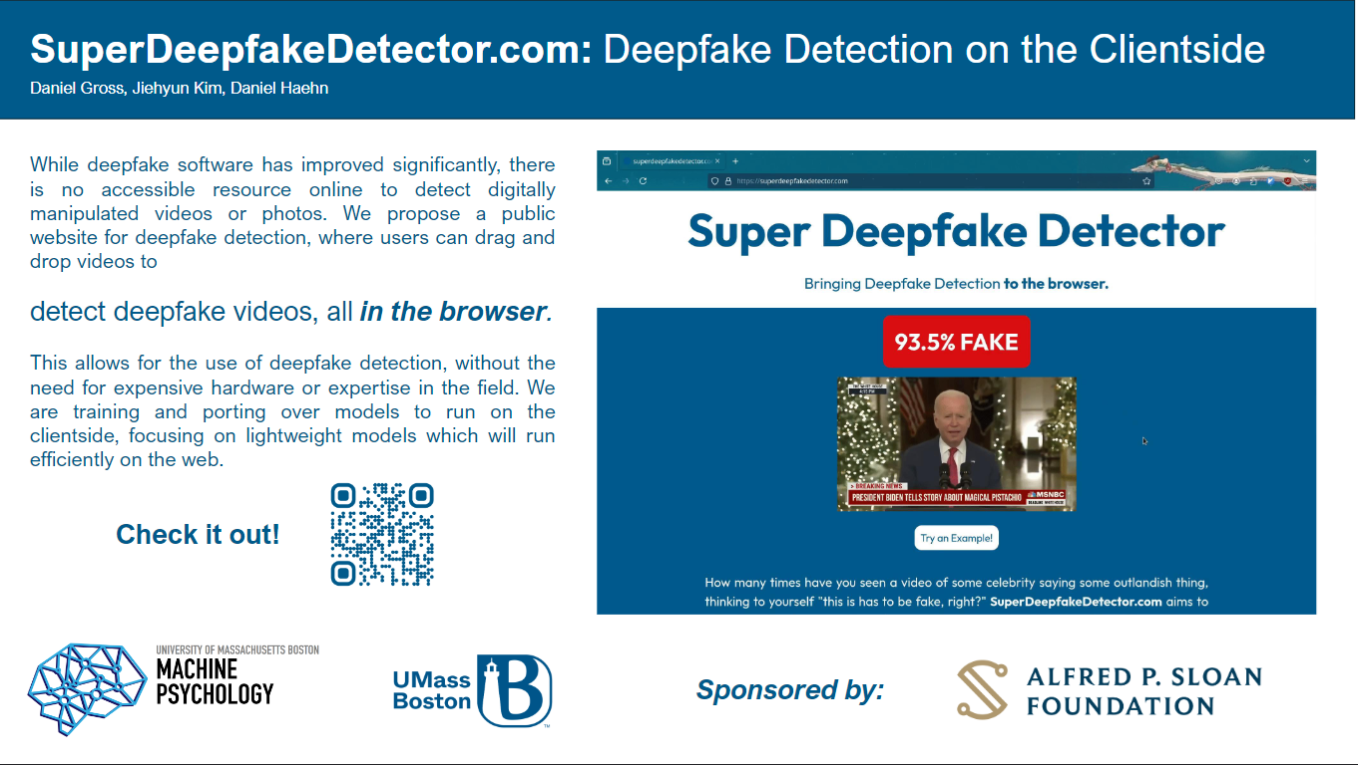 SuperDeepfakeDetector.com: Deepfake Detection on the Clientside
Daniel Gross, Jiehyun Kim, Daniel Haehn
While deepfake software has improved significantly, there
is no accessible resource online to detect digitally
manipulated videos or photos. We propose a public
website for deepfake detection, where users can drag and
drop videos to
detect deepfake videos, all in the browser.
This allows for the use of deepfake detection, without the
need for expensive hardware or expertise in the field. We
are training and porting over models to run on the
clientside, focusing on lightweight models which will run
efficiently on the web.
Check it out!
UNIVERSITY OF MASSACHUSETTS BOSTON
MACHINE
PSYCHOLOGY
UMass
Boston
B
TM
superdeepfakedetector.co
https://superdeepfakedetector.com
Super Deepfake Detector
Bringing Deepfake Detection to the browser.
93.5% FAKE
BREAKING NEWS
PRESIDENT BIDEN TELLS STORY ABOUT MAGICAL PISTACHIO
MSNBC
DEADLINE WHITE HOUSE
Try an Example!
How many times have you seen a video of some celebrity saying some outlandish thing,
thinking to yourself "this is has to be fake, right?" SuperDeepfakeDetector.com aims to
Sponsored by:
ALFRED P. SLOAN
FOUNDATION